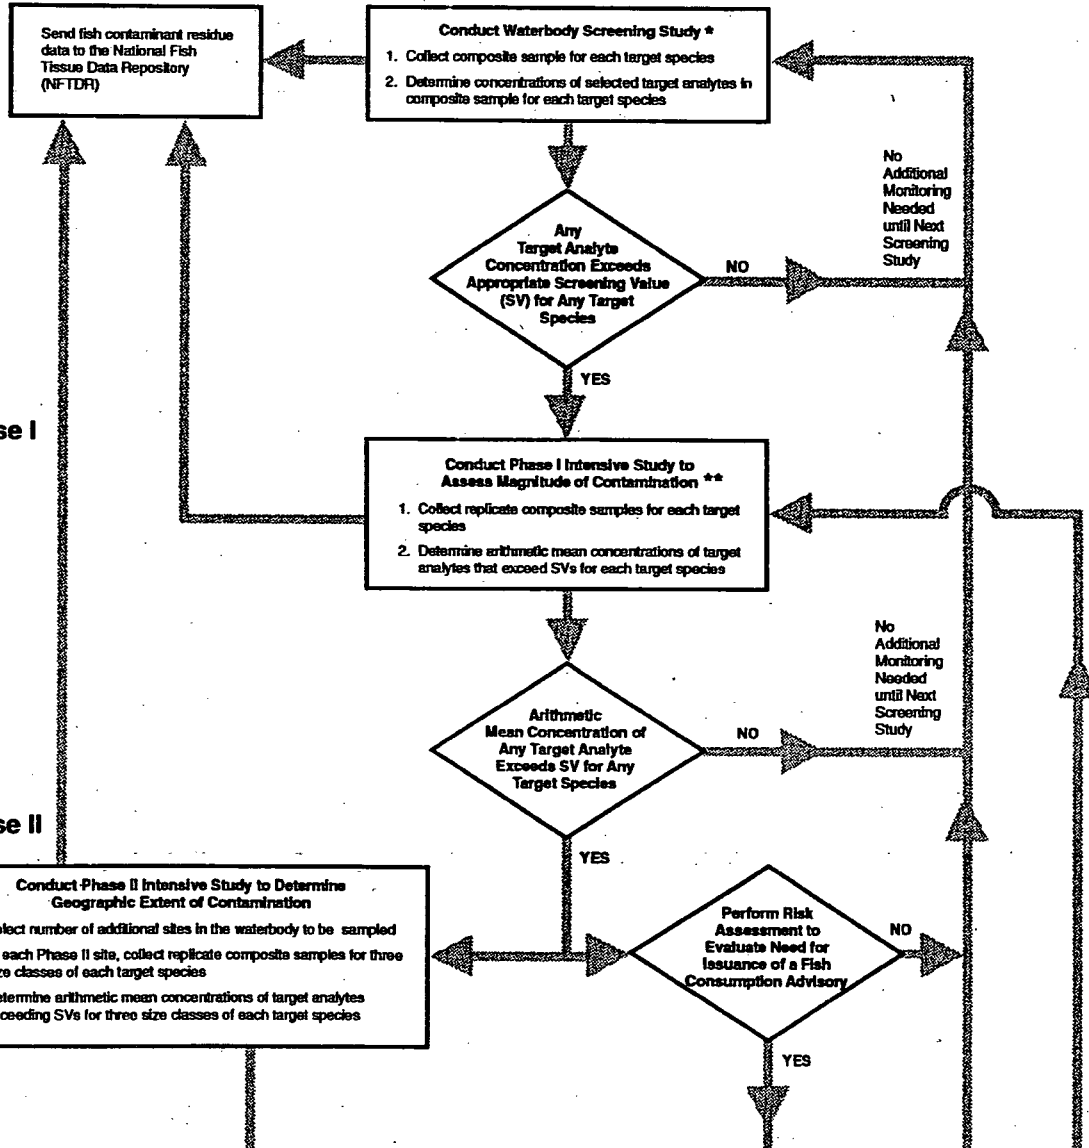 Send fish contaminant residue
data to the National Fish
Tissue Data Repository
(NFTDR)
Conduct Waterbody Screening Study *
1. Collect composite sample for each target species
2. Determine concentrations of selected target analytes in
composite sample for each target species
No
Additional
Monitoring
Needed
until Next
Screening
Study
Any
Target Analyte
Concentration Exceeds
Appropriate Screening Value
(SV) for Any Target
Species
NO
YES
se I
Conduct Phase I Intensive Study to
Assess Magnitude of Contamination **
1. Collect replicate composite samples for each target
species
2. Determine arithmetic mean concentrations of target
analytes that exceed SVs for each target species
No
Additional
Monitoring
Needed
until Next
Screening
Study
Arithmetic
Mean Concentration of
Any Target Analyte
Exceeds SV for Any
Target Species
NO
YES
se II
Conduct Phase II Intensive Study to Determine
Geographic Extent of Contamination
lect number of additional sites in the waterbody to be sampled
each Phase II site, collect replicate composite samples for three
ze classes of each target species
etermine arithmetic mean concentrations of target analytes
ceeding SVs for three size classes of each target species
Perform Risk
Assessment to
Evaluate Need for
Issuance of a Fish
Consumption Advisory
NO
YES